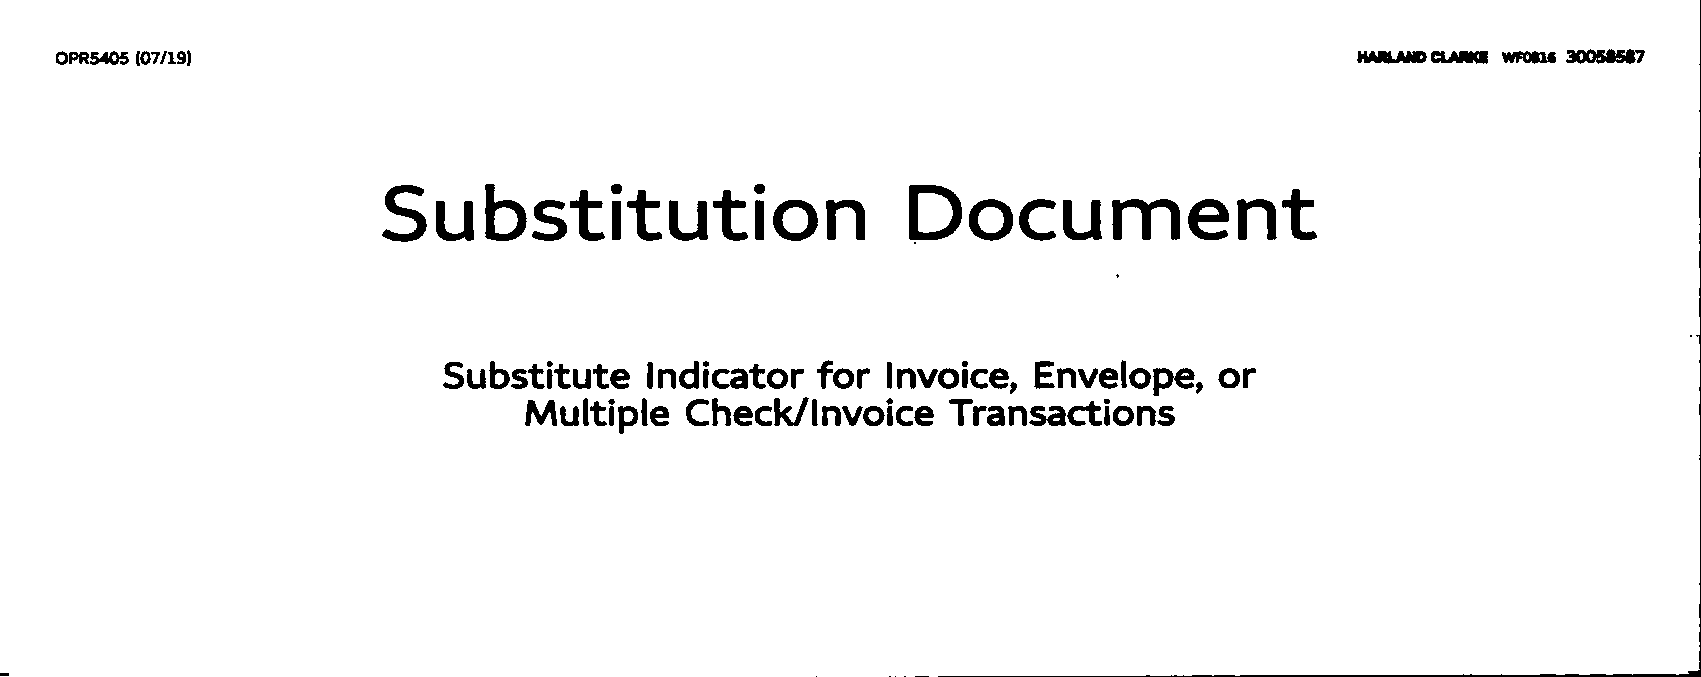 OPR5405 (07/19)
HARLAND CLARKE WF0816 30058587
Substitution Document
Substitute Indicator for Invoice, Envelope, or
Multiple Check/Invoice Transactions